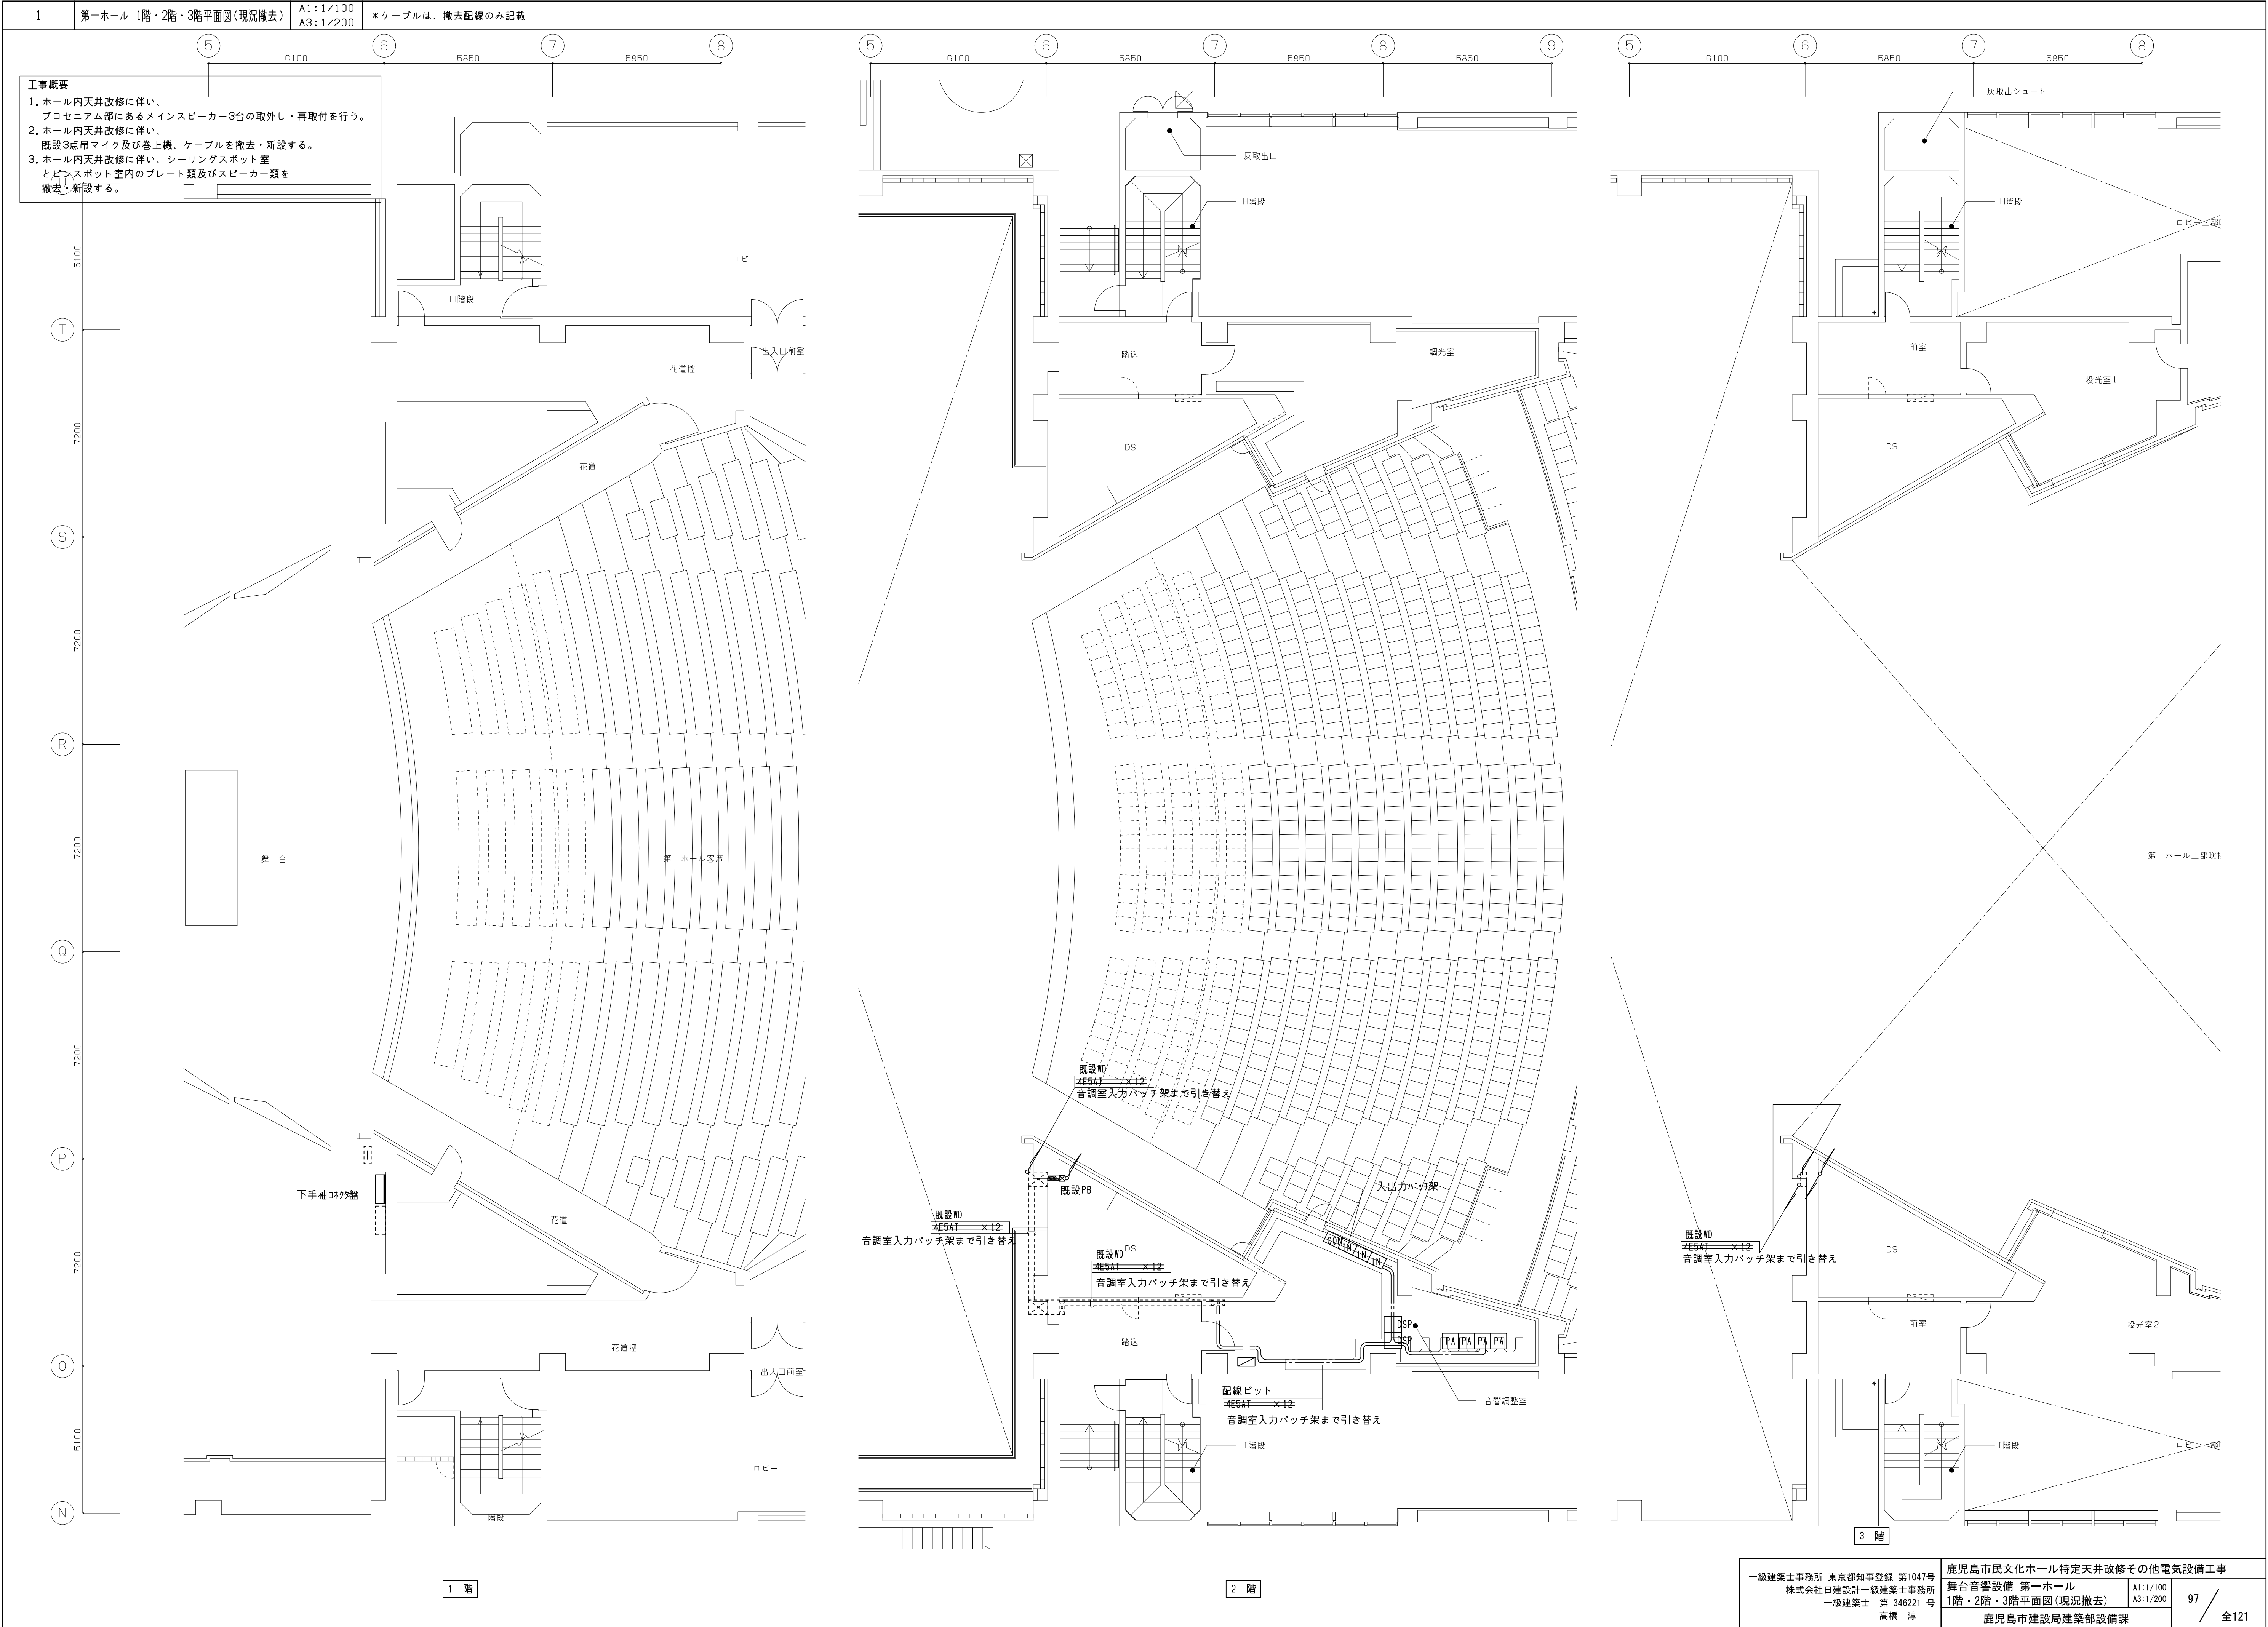 1
第一ホール 1階・2階・3階平面図(現況撤去)
A1:1/100
A3:1/200
*ケーブルは、撤去配線のみ記載
5
6
7
8
6100
5850
5850
5
6
7
8
9
6100
5850
5850
5850
5
6
7
8
6100
5850
5850
工事概要
1. ホール内天井改修に伴い、
プロセニアム部にあるメインスピーカー3台の取外し・再取付を行う。
2. ホール内天井改修に伴い、
既設3点吊マイク及び巻上機、ケーブルを撤去・新設する。
3. ホール内天井改修に伴い、シーリングスポット室
とピンスポット室内のプレート類及びスピーカー類を
撤去・新設する。
U
T
S
R
Q
P
O
N
5100
7200
7200
7200
7200
7200
5100
ロビー
H階段
出入口前室
花道控
花道
舞 台
第一ホール客席
下手袖コネクタ盤
花道
花道控
出入口前室
ロビー
I階段
1 階
灰取出口
H階段
踏込
調光室
DS
既設WD
4E5AT ×12
音調室入力パッチ架まで引き替え
既設PB
入出力パッチ架
既設WD
4E5AT ×12
音調室入力パッチ架まで引き替え
CON
IN
IN
IN
DS
既設WD
4E5AT ×12
音調室入力パッチ架まで引き替え
DSP
DSP
PA
PA
PA
PA
踏込
配線ピット
4E5AT ×12
音調室入力パッチ架まで引き替え
音響調整室
I階段
2 階
灰取出シュート
H階段
ロビー上部
前室
投光室1
DS
第一ホール上部吹
既設WD
4E5AT ×12
音調室入力パッチ架まで引き替え
DS
前室
投光室2
I階段
ロビー上部
3 階
一級建築士事務所 東京都知事登録 第1047号
株式会社日建設計一級建築士事務所
一級建築士 第 346221 号
高橋 淳
鹿児島市民文化ホール特定天井改修その他電気設備工事
舞台音響設備 第一ホール
1階・2階・3階平面図(現況撤去)
A1:1/100
A3:1/200
97
全121
鹿児島市建設局建築部設備課